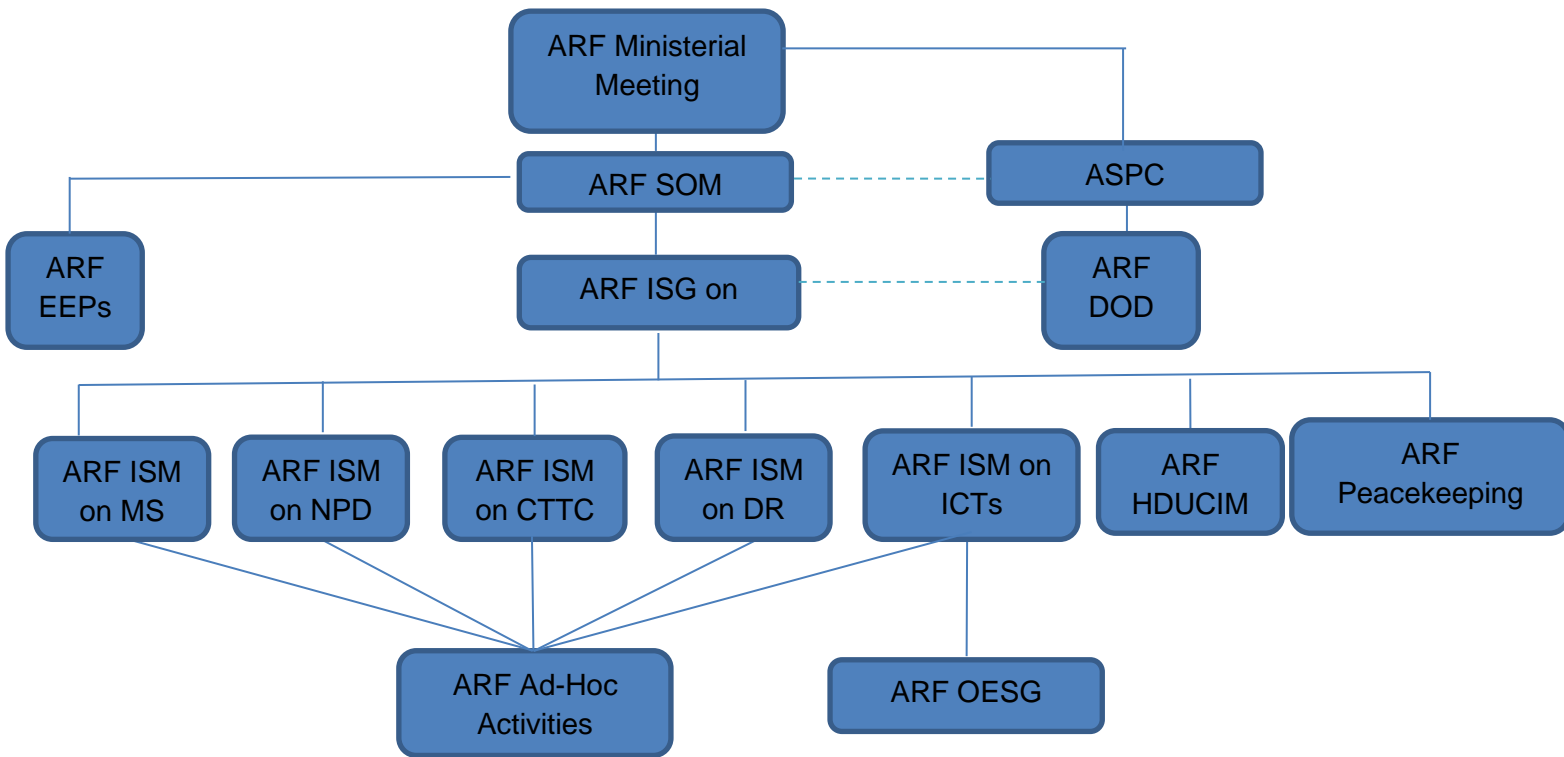 ARF Ministerial
Meeting
ARF SOM
ASPC
ARF
EEPs
ARF ISG on
ARF
DOD
ARF ISM
on MS
ARF ISM
on NPD
ARF ISM
on CTTC
ARF ISM
on DR
ARF ISM on
ICTs
ARF
HDUCIM
ARF
Peacekeeping
ARF Ad-Hoc
Activities
ARF OESG